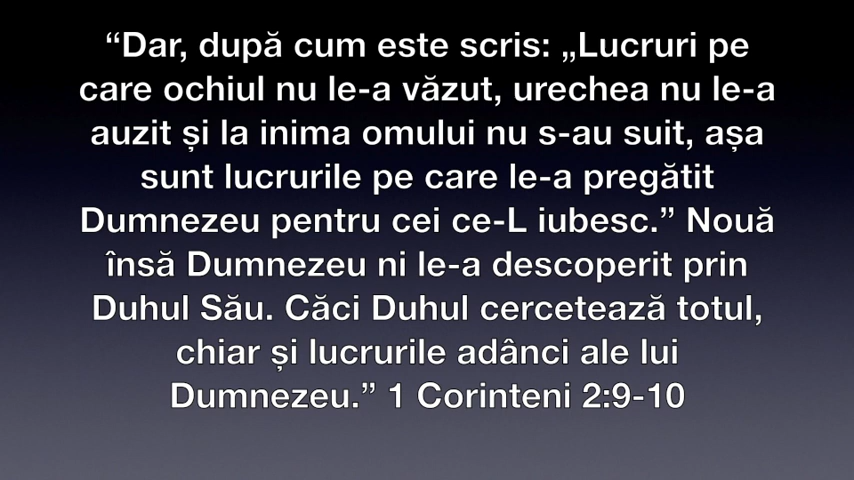 “Dar, după cum este scris: „Lucruri pe
care ochiul nu le-a văzut, urechea nu le-a
auzit și la inima omului nu s-au suit, așa
sunt lucrurile pe care le-a pregătit
Dumnezeu pentru cei ce-L iubesc.” Nouă
însă Dumnezeu ni le-a descoperit prin
Duhul Său. Căci Duhul cercetează totul,
chiar și lucrurile adânci ale lui
Dumnezeu.” 1 Corinteni 2:9-10